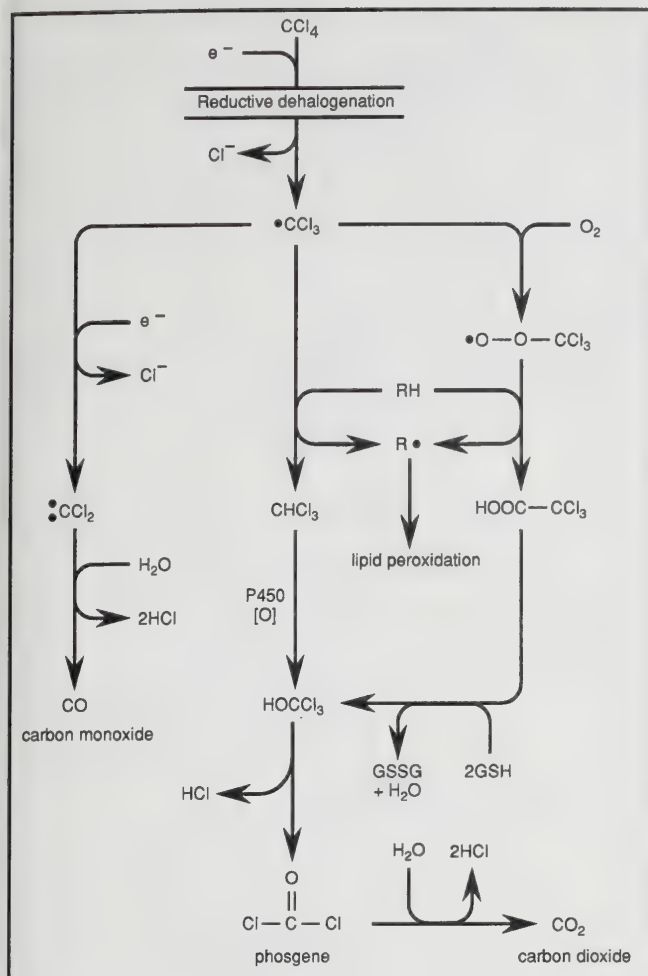 CCl4
e−
Reductive dehalogenation
Cl−
•CCl3
O2
e−
•O—O—CCl3
Cl−
RH
R•
:CCl2
CHCl3
HOOC—CCl3
lipid peroxidation
H2O
P450
[O]
2HCl
CO
HOCCl3
carbon monoxide
GSSG
+ H2O
2GSH
HCl
H2O
2HCl
O
Cl—C—Cl
CO2
phosgene
carbon dioxide